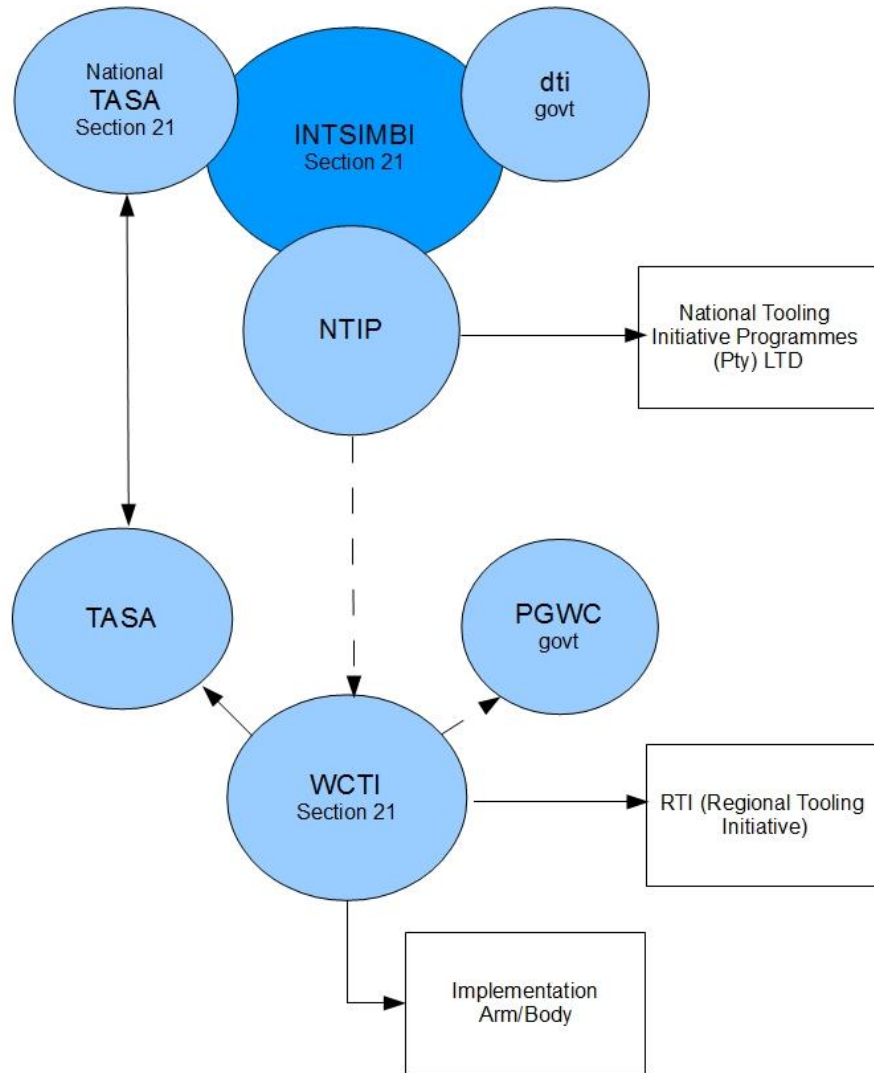 National
TASA
Section 21
INTSIMBI
Section 21
dti
govt
NTIP
National Tooling
Initiative Programmes
(Pty) LTD
TASA
PGWC
govt
WCTI
Section 21
RTI (Regional Tooling
Initiative)
Implementation
Arm/Body